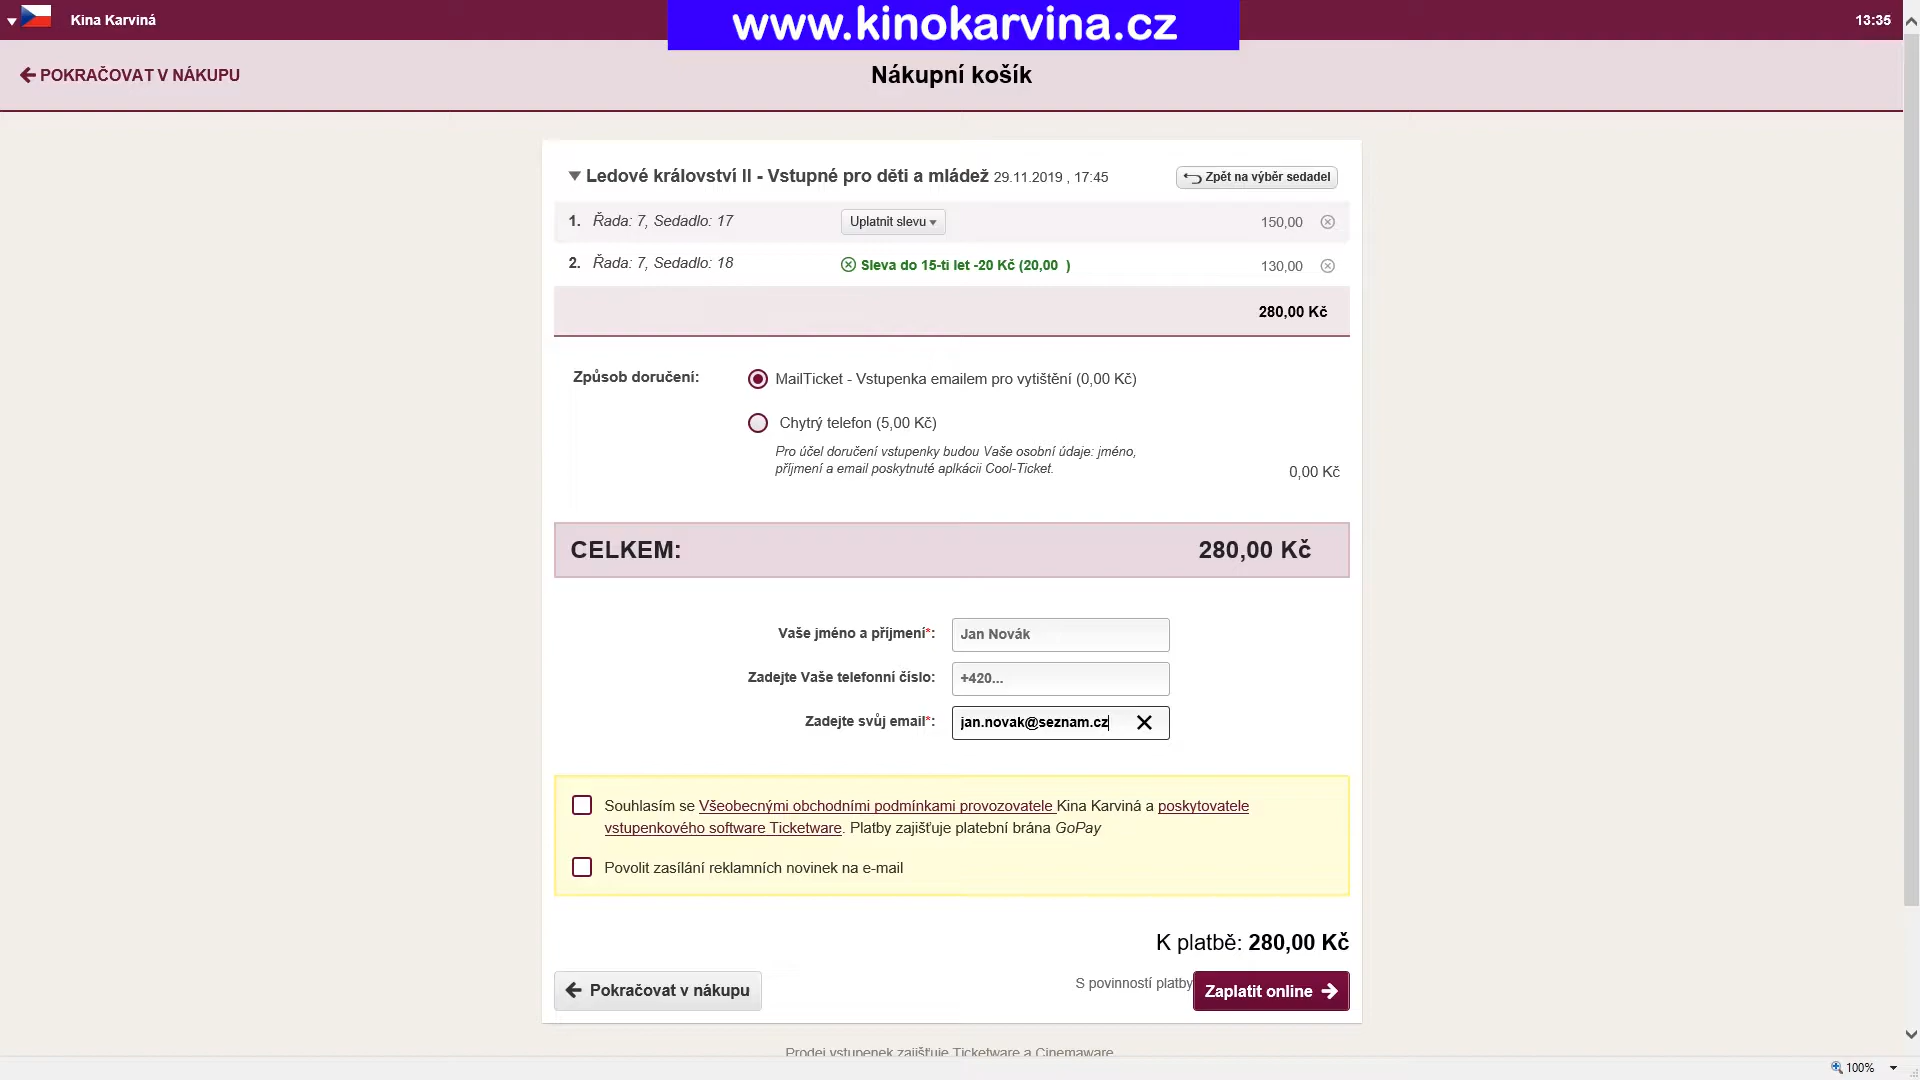 Kina Karviná
www.kinokarvina.cz
13:35
POKRAČOVAT V NÁKUPU
Nákupní košík
Ledové království II - Vstupné pro děti a mládež 29.11.2019 , 17:45
Zpět na výběr sedadel
1. Řada: 7, Sedadlo: 17
Uplatnit slevu
150,00
2. Řada: 7, Sedadlo: 18
Sleva do 15-ti let -20 Kč (20,00 )
130,00
280,00 Kč
Způsob doručení:
MailTicket - Vstupenka emailem pro vytištění (0,00 Kč)
Chytrý telefon (5,00 Kč)
Pro účel doručení vstupenky budou Vaše osobní údaje: jméno,
příjmení a email poskytnuté aplkácii Cool-Ticket.
0,00 Kč
CELKEM:
280,00 Kč
Vaše jméno a příjmení*:
Jan Novák
Zadejte Vaše telefonní číslo:
+420...
Zadejte svůj email*:
jan.novak@seznam.cz
Souhlasím se Všeobecnými obchodními podmínkami provozovatele Kina Karviná a poskytovatele
vstupenkového software Ticketware. Platby zajišťuje platební brána GoPay
Povolit zasílání reklamních novinek na e-mail
K platbě: 280,00 Kč
Pokračovat v nákupu
S povinností platby
Zaplatit online
Prodej vstupenek zajišťuje Ticketware a Cinemaware
100%